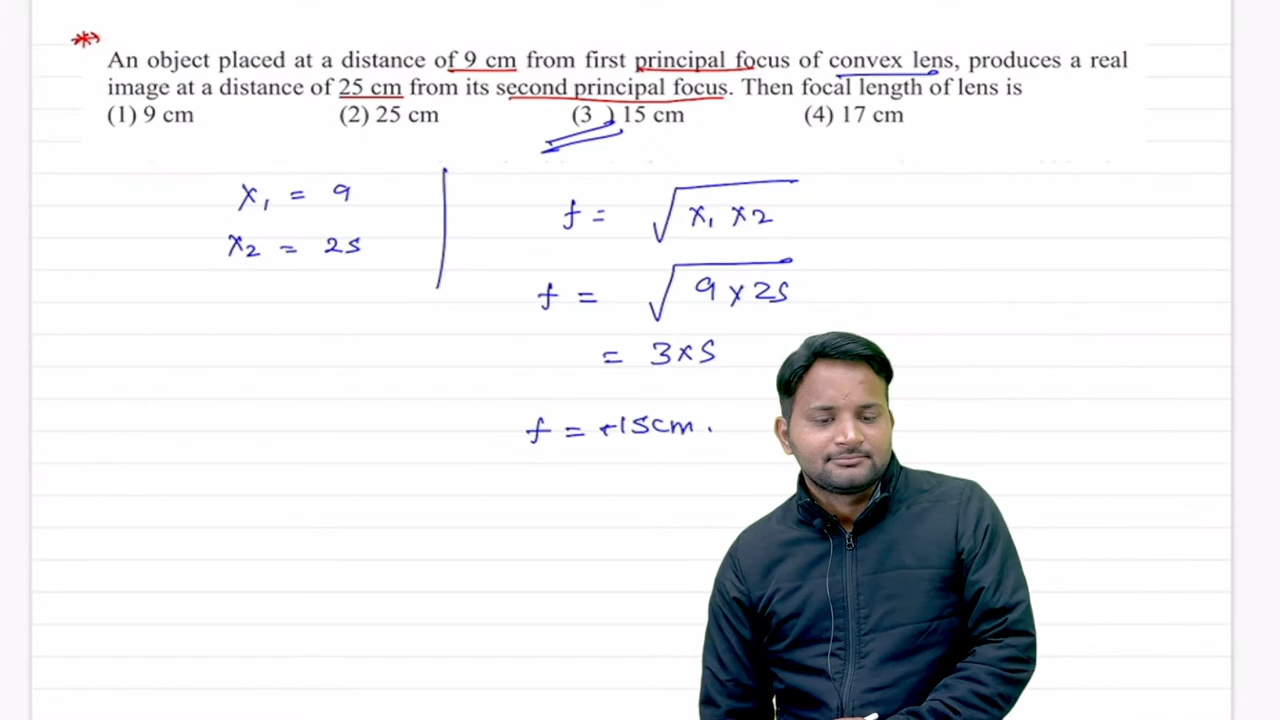 An object placed at a distance of 9 cm from first principal focus of convex lens, produces a real
image at a distance of 25 cm from its second principal focus. Then focal length of lens is
(1) 9 cm (2) 25 cm (3 ) 15 cm (4) 17 cm
x₁ = 9
x₂ = 25
f = √x₁ x₂
f = √9 × 25
= 3×5
f = +15cm.